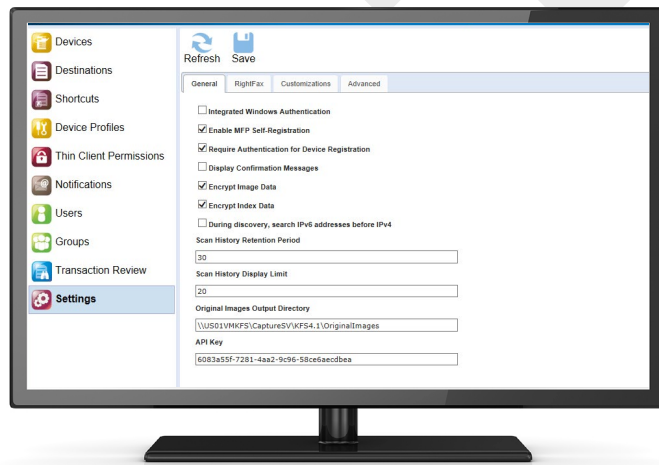 Devices
Destinations
Shortcuts
Device Profiles
Thin Client Permissions
Notifications
Users
Groups
Transaction Review
Settings
Refresh Save
General RightFax Customizations Advanced
Integrated Windows Authentication
Enable MFP Self-Registration
Require Authentication for Device Registration
Display Confirmation Messages
Encrypt Image Data
Encrypt Index Data
During discovery, search IPv6 addresses before IPv4
Scan History Retention Period
30
Scan History Display Limit
20
Original Images Output Directory
\\US01VMKFS\CaptureSV\KFS4.1\OriginalImages
API Key
6083a55f-7281-4aa2-9c96-58ce6aecdbea